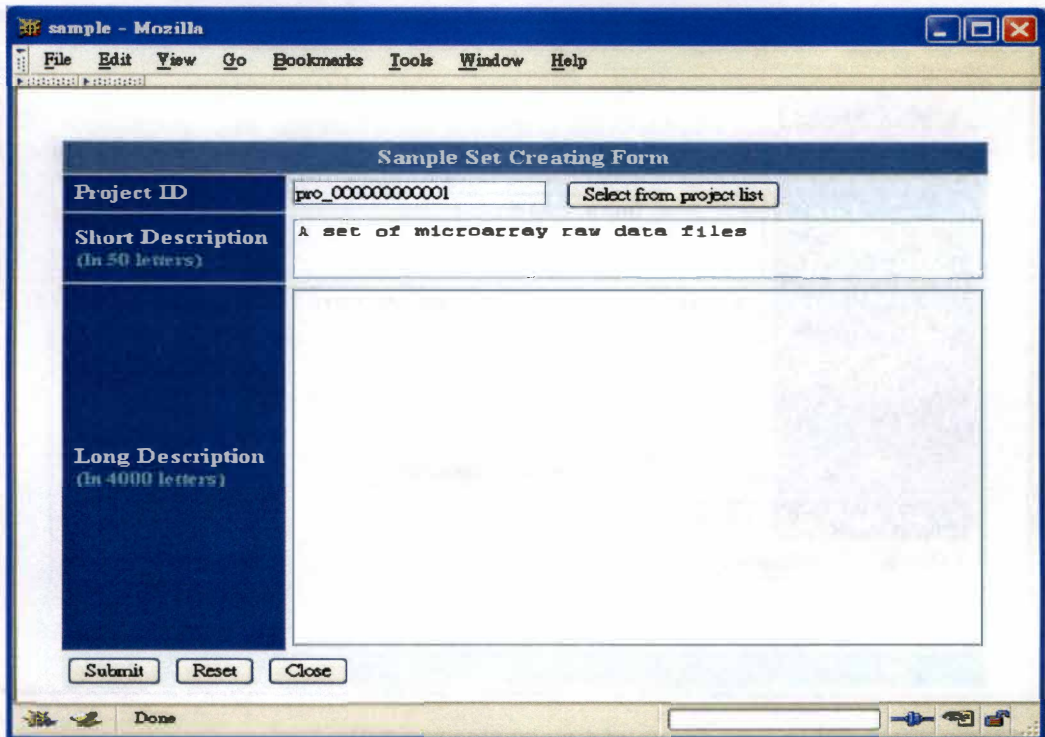 sample - Mozilla
File Edit View Go Bookmarks Tools Window Help
Sample Set Creating Form
Project ID pro_000000000001 Select from project list
Short Description A set of microarray raw data files
(In 50 letters)
Long Description
(In 4000 letters)
Submit Reset Close
Done